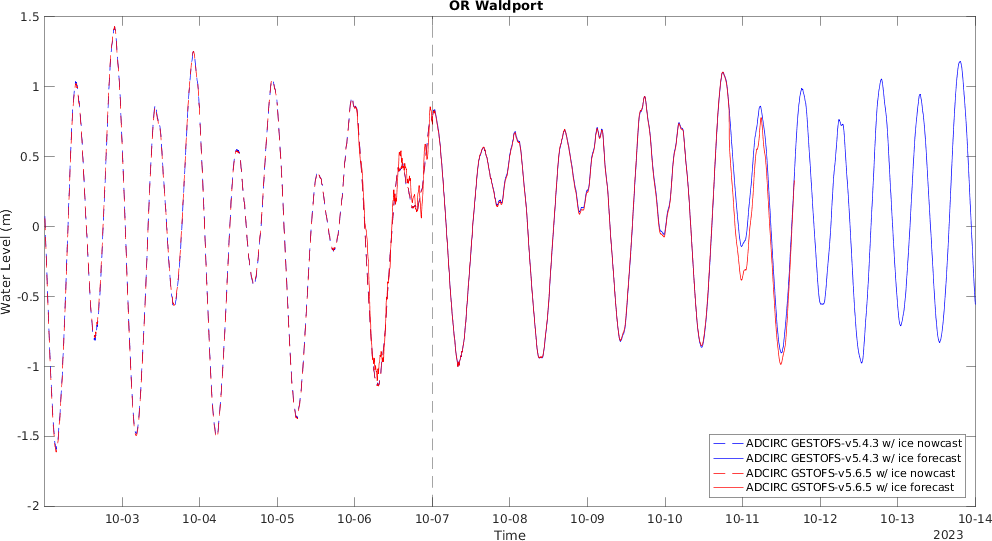 OR Waldport
1.5
1
0.5
0
-0.5
-1
-1.5
-2
Water Level (m)
10-03 10-04 10-05 10-06 10-07 10-08 10-09 10-10 10-11 10-12 10-13 10-14
Time
2023
ADCIRC GESTOFS-v5.4.3 w/ ice nowcast
ADCIRC GESTOFS-v5.4.3 w/ ice forecast
ADCIRC GSTOFS-v5.6.5 w/ ice nowcast
ADCIRC GSTOFS-v5.6.5 w/ ice forecast